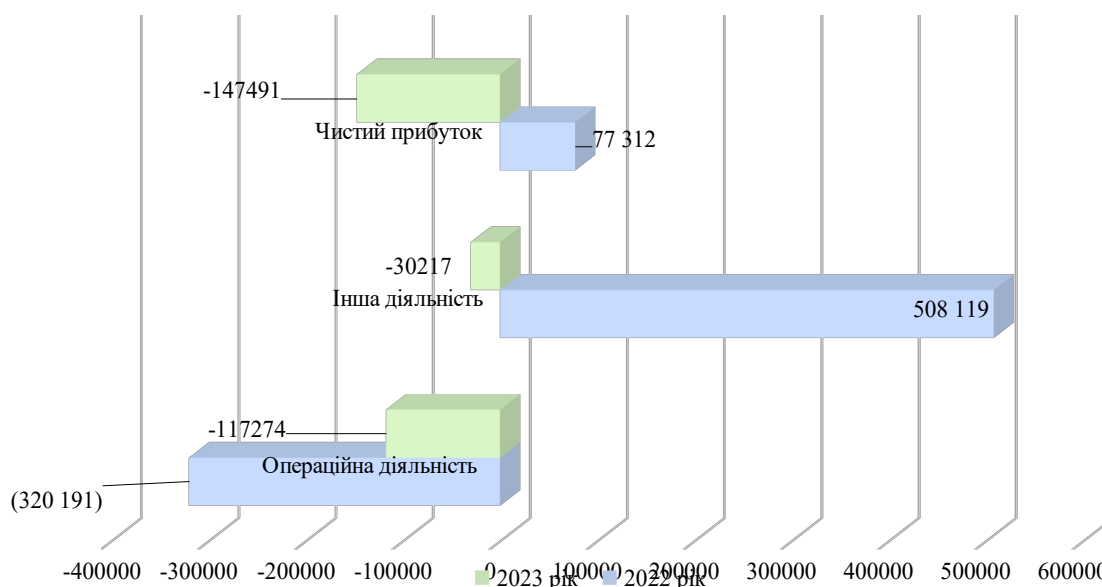 -147491
Чистий прибуток
77 312
-30217
Інша діяльність
508 119
-117274
Операційна діяльність
(320 191)
-400000 -300000 -200000 -100000 0 100000 200000 300000 400000 500000 600000
2023 рік 2022 рік